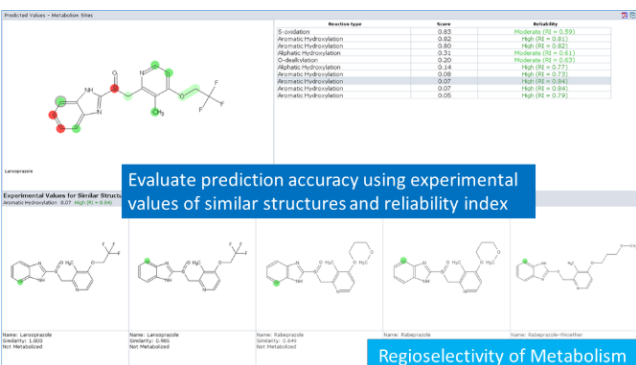 Predicted Values - Metabolism Sites
Reaction type Score Reliability
S-oxidation 0.83 Moderate (RI = 0.59)
Aromatic Hydroxylation 0.82 High (RI = 0.81)
Aromatic Hydroxylation 0.80 High (RI = 0.82)
Aliphatic Hydroxylation 0.31 Moderate (RI = 0.61)
O-dealkylation 0.20 Moderate (RI = 0.63)
Aliphatic Hydroxylation 0.14 High (RI = 0.77)
Aromatic Hydroxylation 0.08 High (RI = 0.73)
Aromatic Hydroxylation 0.07 High (RI = 0.84)
Aromatic Hydroxylation 0.07 High (RI = 0.84)
Aromatic Hydroxylation 0.05 High (RI = 0.79)
NH
N
O
N
CH₃
O
F
F
F
Lansoprazole
Evaluate prediction accuracy using experimental
values of similar structures and reliability index
Experimental Values for Similar Struct
Aromatic Hydroxylation 0.07 High (RI = 0.84)
Name: Lansoprazole
Similarity: 1.000
Not Metabolized
Name: Lansoprazole
Similarity: 0.986
Not Metabolized
Name: Rabeprazole
Similarity: 0.649
Not Metabolized
Name: Rabeprazole
Name: Rabeprazole-thioether
Regioselectivity of Metabolism